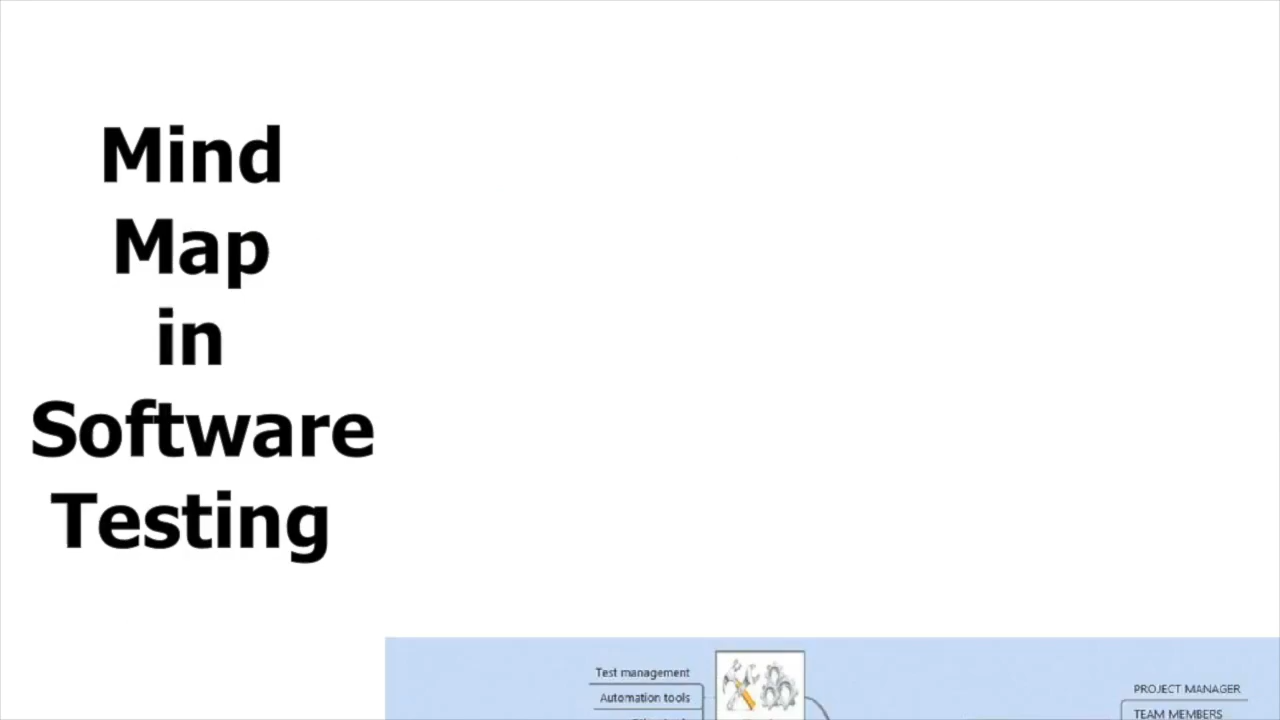 Mind
Map
in
Software
Testing
Test management
Automation tools
PROJECT MANAGER
TEAM MEMBERS